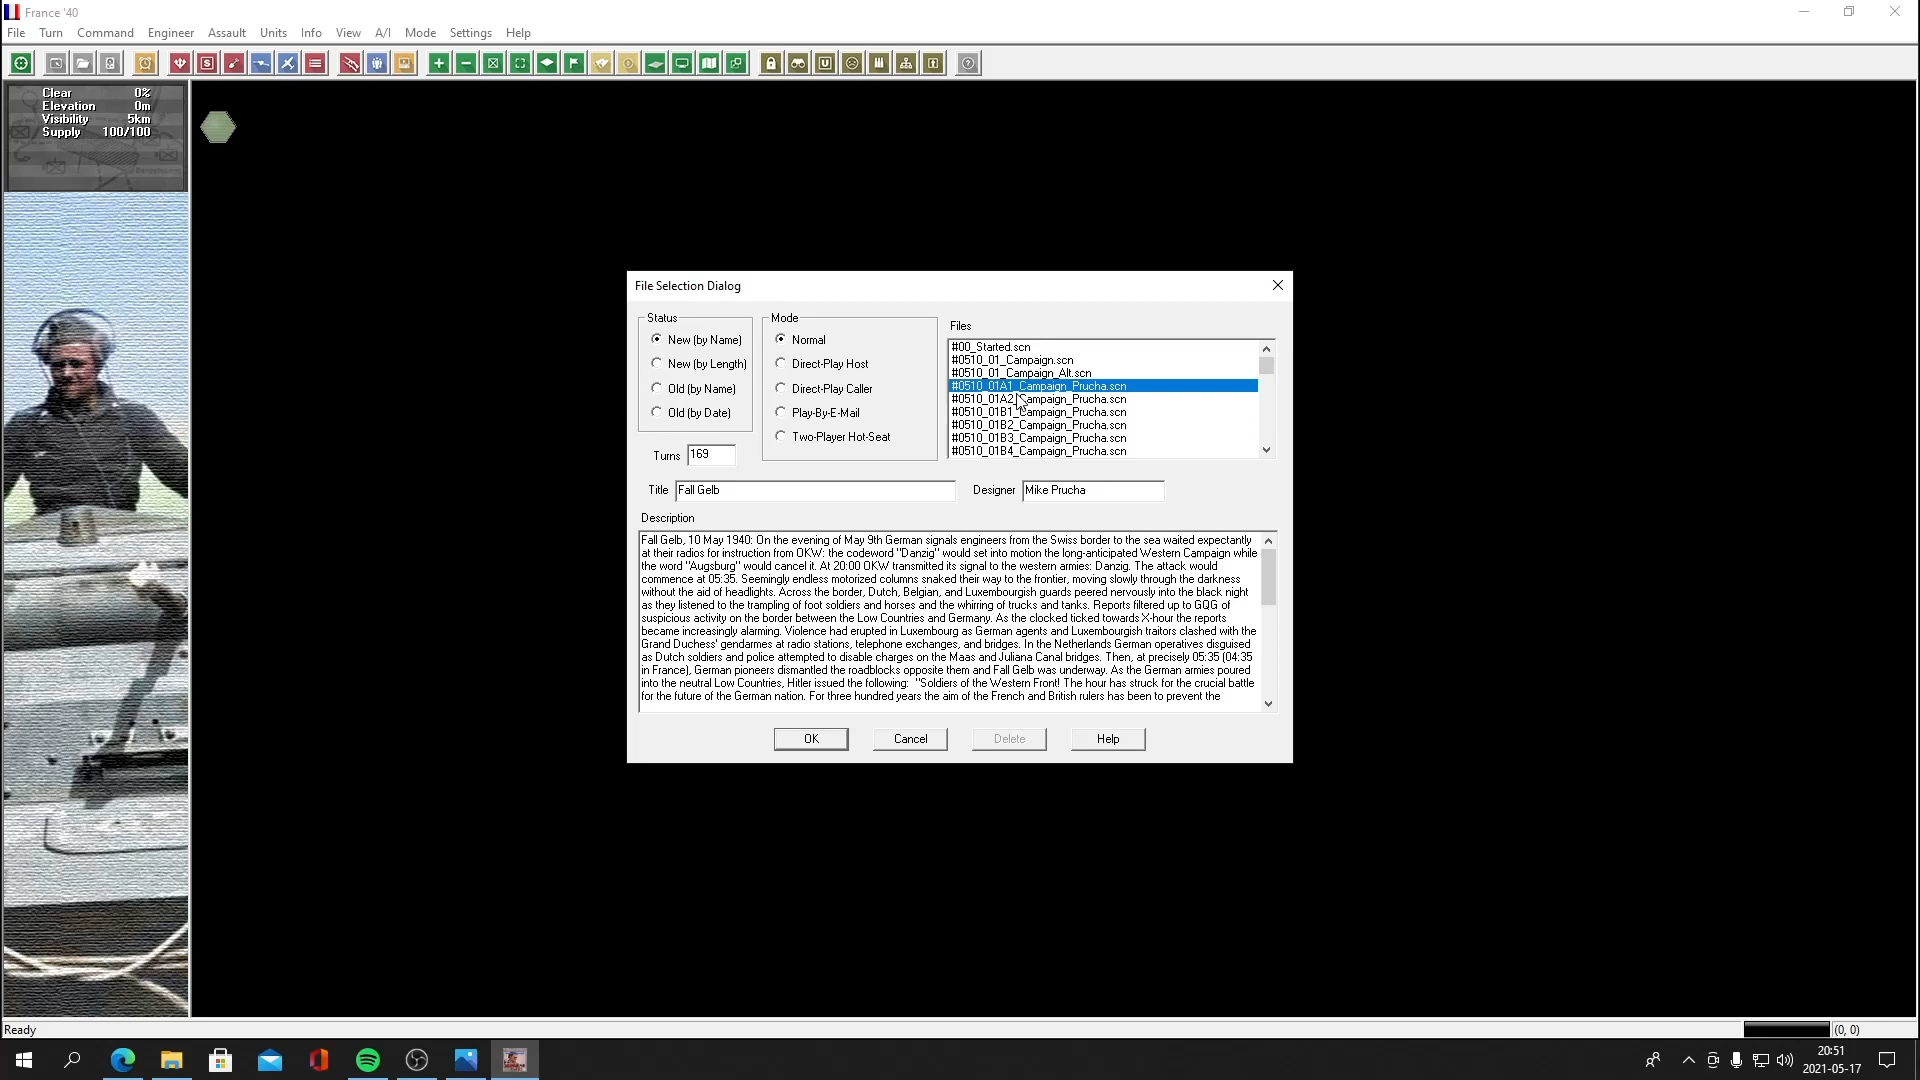 France '40
File Turn Command Engineer Assault Units Info View A/I Mode Settings Help
Clear 0%
Elevation 0m
Visibility 5km
Supply 100/100
File Selection Dialog
Status
New (by Name)
New (by Length)
Old (by Name)
Old (by Date)
Turns 169
Mode
Normal
Direct-Play Host
Direct-Play Caller
Play-By-E-Mail
Two-Player Hot-Seat
Files
#00_Started.scn
#0510_01_Campaign.scn
#0510_01_Campaign_Alt.scn
#0510_01A1_Campaign_Prucha.scn
#0510_01A2_Campaign_Prucha.scn
#0510_01B1_Campaign_Prucha.scn
#0510_01B2_Campaign_Prucha.scn
#0510_01B3_Campaign_Prucha.scn
#0510_01B4_Campaign_Prucha.scn
Title Fall Gelb Designer Mike Prucha
Description
Fall Gelb, 10 May 1940: On the evening of May 9th German signals engineers from the Swiss border to the sea waited expectantly
at their radios for instruction from OKW: the codeword "Danzig" would set into motion the long-anticipated Western Campaign while
the word "Augsburg" would cancel it. At 20:00 OKW transmitted its signal to the western armies: Danzig. The attack would
commence at 05:35. Seemingly endless motorized columns snaked their way to the frontier, moving slowly through the darkness
without the aid of headlights. Across the border, Dutch, Belgian, and Luxembourgish guards peered nervously into the black night
as they listened to the trampling of foot soldiers and horses and the whirring of trucks and tanks. Reports filtered up to GQG of
suspicious activity on the border between the Low Countries and Germany. As the clocked ticked towards X-hour the reports
became increasingly alarming. Violence had erupted in Luxembourg as German agents and Luxembourgish traitors clashed with the
Grand Duchess' gendarmes at radio stations, telephone exchanges, and bridges. In the Netherlands German operatives disguised
as Dutch soldiers and police attempted to disable charges on the Maas and Juliana Canal bridges. Then, at precisely 05:35 (04:35
in France), German pioneers dismantled the roadblocks opposite them and Fall Gelb was underway. As the German armies poured
into the neutral Low Countries, Hitler issued the following: "Soldiers of the Western Front! The hour has struck for the crucial battle
for the future of the German nation. For three hundred years the aim of the French and British rulers has been to prevent the
OK Cancel Delete Help
Ready
(0, 0)
20:51
2021-05-17